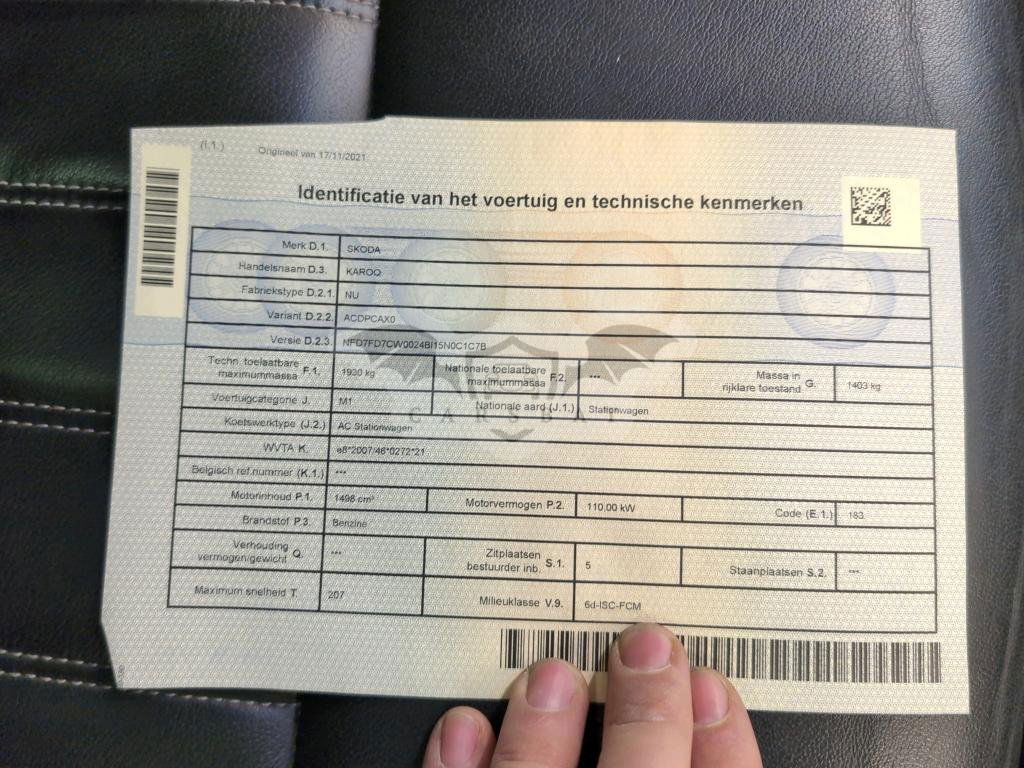 (I.1.) Origineel van 17/11/2021
Identificatie van het voertuig en technische kenmerken
Merk D.1. SKODA
Handelsnaam D.3. KAROQ
Fabriekstype D.2.1. NU
Variant D.2.2. ACDPCAX0
Versie D.2.3. NFD7FD7CW0024BI15N0C1C7B
Techn. toelaatbare maximummassa F.1. 1930 kg Nationale toelaatbare maximummassa F.2. *** Massa in rijklare toestand G. 1403 kg
Voertuigcategorie J. M1 Nationale aard (J.1.) Stationwagen
CARSBAT
Koetswerktype (J.2.) AC Stationwagen
WVTA K. e8*2007/46*0272*21
Belgisch ref.nummer (K.1.) ***
Motorinhoud P.1. 1498 cm³ Motorvermogen P.2. 110.00 kW Code (E.1.) 183
Brandstof P.3. Benzine
Verhouding vermogen/gewicht Q. *** Zitplaatsen bestuurder inb. S.1. 5 Staanplaatsen S.2. ***
Maximum snelheid T. 207 Milieuklasse V.9. 6d-ISC-FCM